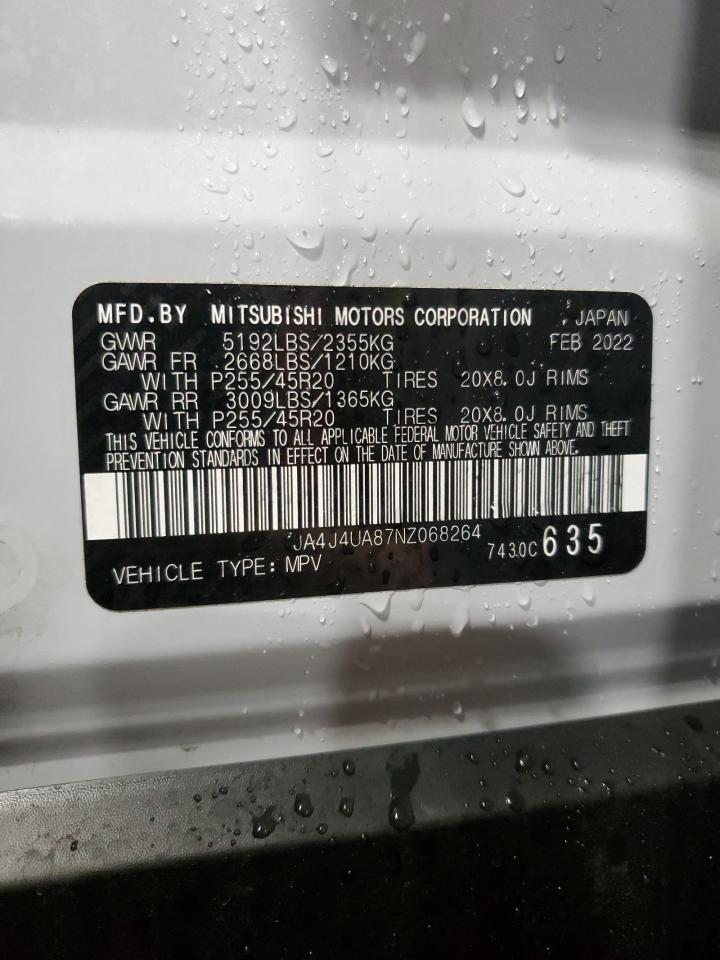 MFD.BY MITSUBISHI MOTORS CORPORATION , JAPAN
GWWR 5192LBS/2355KG FEB 2022
GAWR FR 2668LBS/1210KG
WITH P255/45R20 TIRES 20X8.0J RIMS
GAWR RR 3009LBS/1365KG
WITH P255/45R20 TIRES 20X8.0J RIMS
THIS VEHICLE CONFORMS TO ALL APPLICABLE FEDERAL MOTOR VEHICLE SAFETY AND THEFT
PREVENTION STANDARDS IN EFFECT ON THE DATE OF MANUFACTURE SHOWN ABOVE.
JA4J4UA87NZ068264
VEHICLE TYPE: MPV 743.0C 635